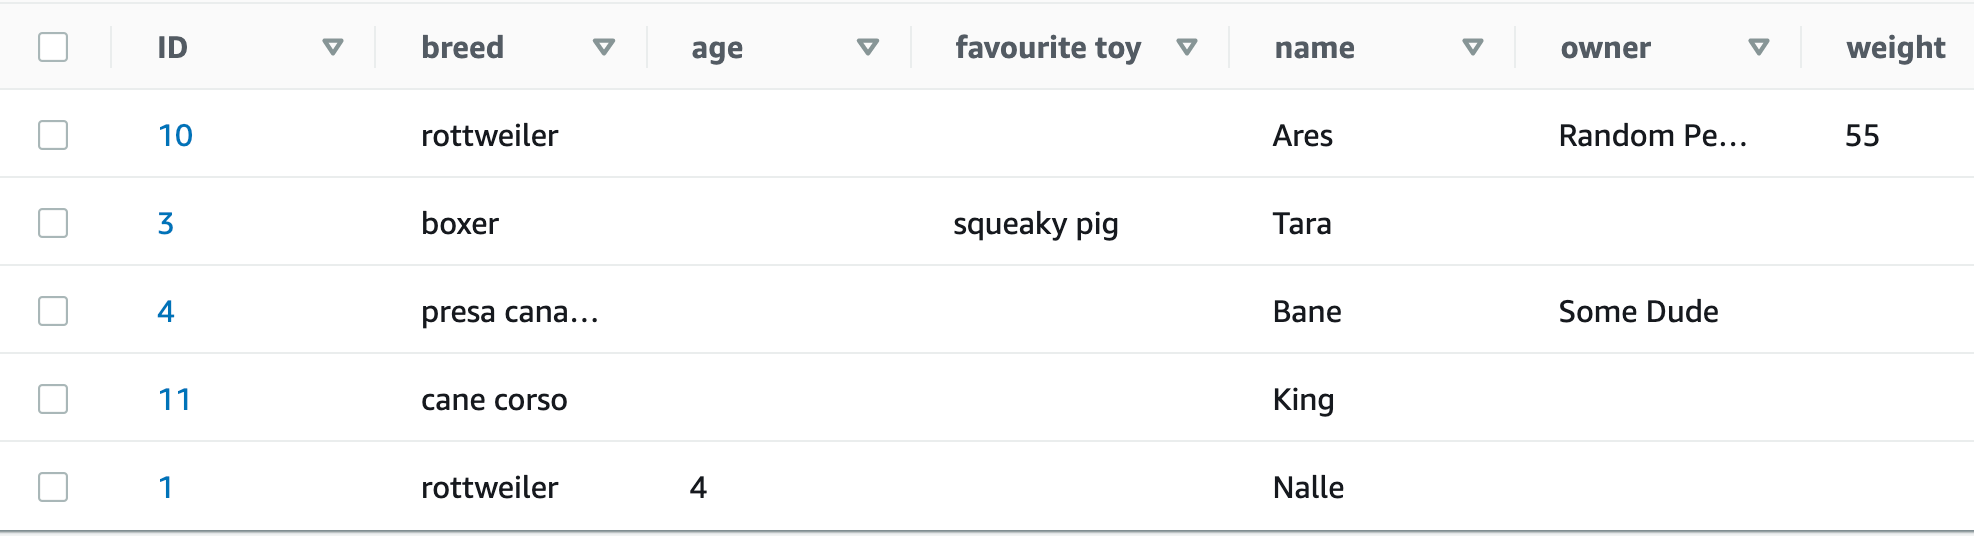 ID breed age favourite toy name owner weight
10 rottweiler Ares Random Pe... 55
3 boxer squeaky pig Tara
4 presa cana... Bane Some Dude
11 cane corso King
1 rottweiler 4 Nalle